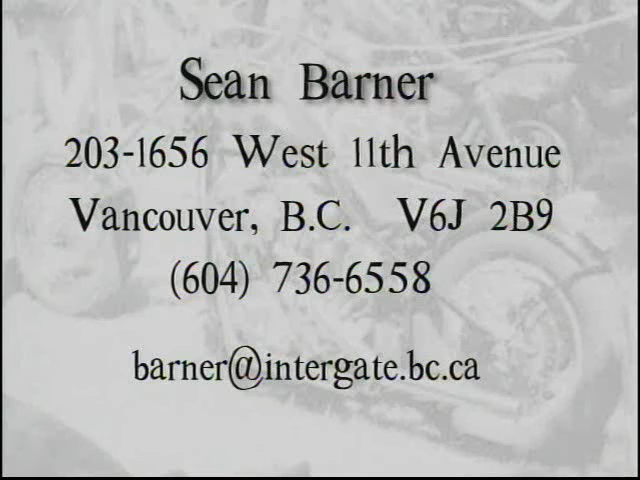 Sean Barner
203-1656 West 11th Avenue
Vancouver, B.C. V6J 2B9
(604) 736-6558
barner@intergate.bc.ca